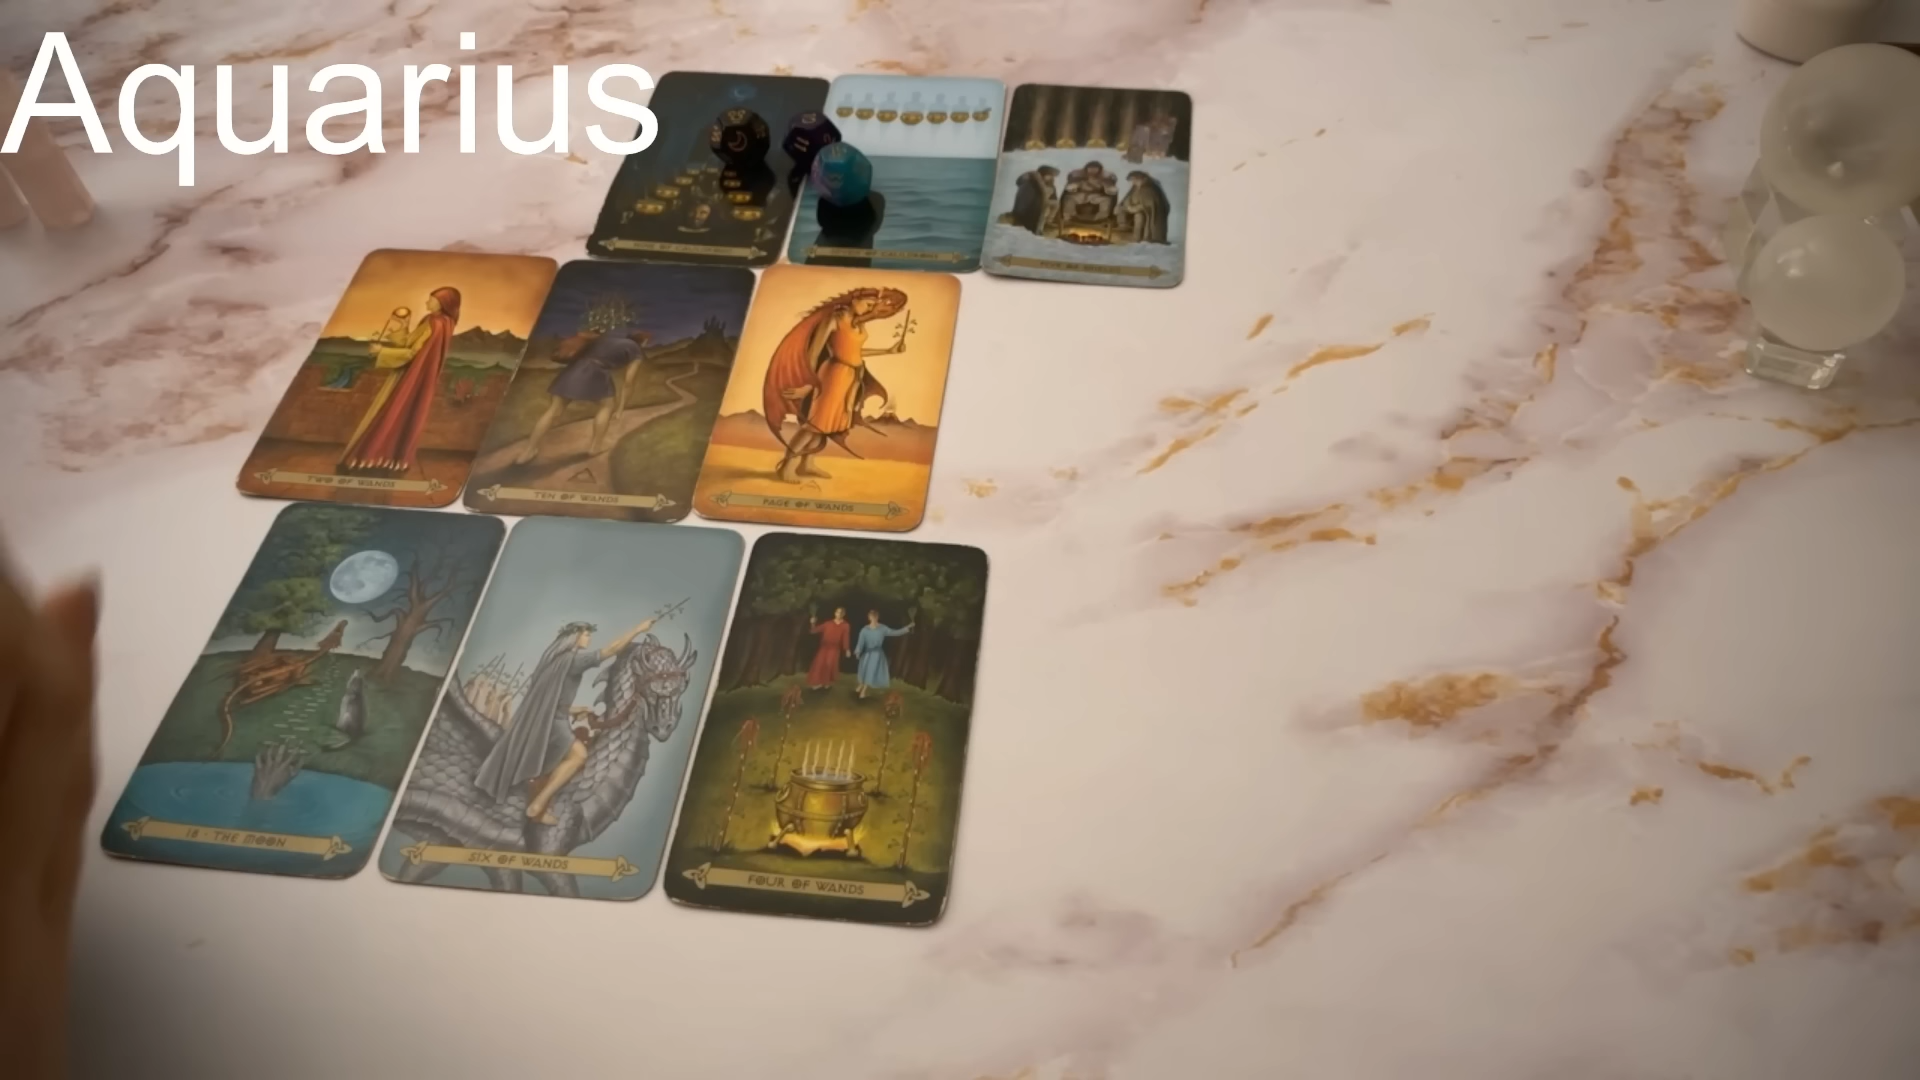 Aquarius
TWO OF WANDS
TEN OF WANDS
PAGE OF WANDS
18 - THE MOON
SIX OF WANDS
FOUR OF WANDS